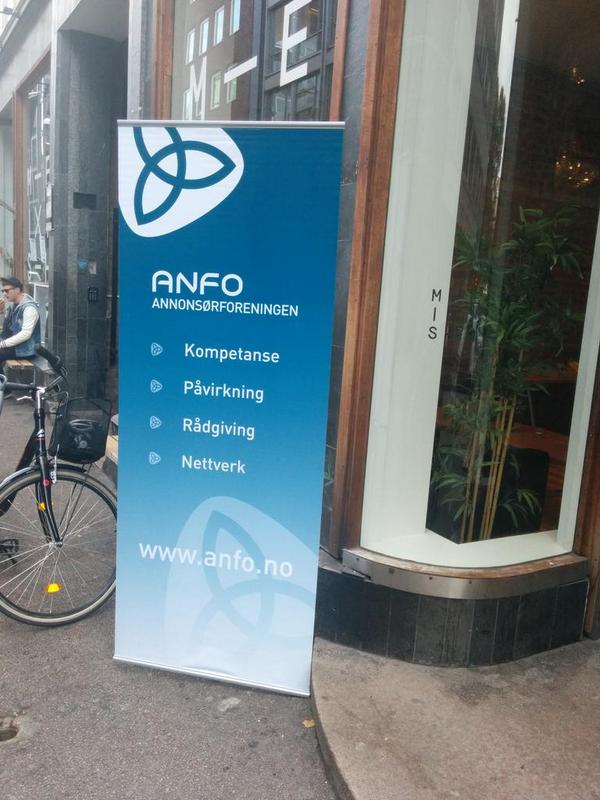 M-E
ANFO
ANNONSØRFORENINGEN
Kompetanse
Påvirkning
Rådgiving
Nettverk
www.anfo.no
MIS